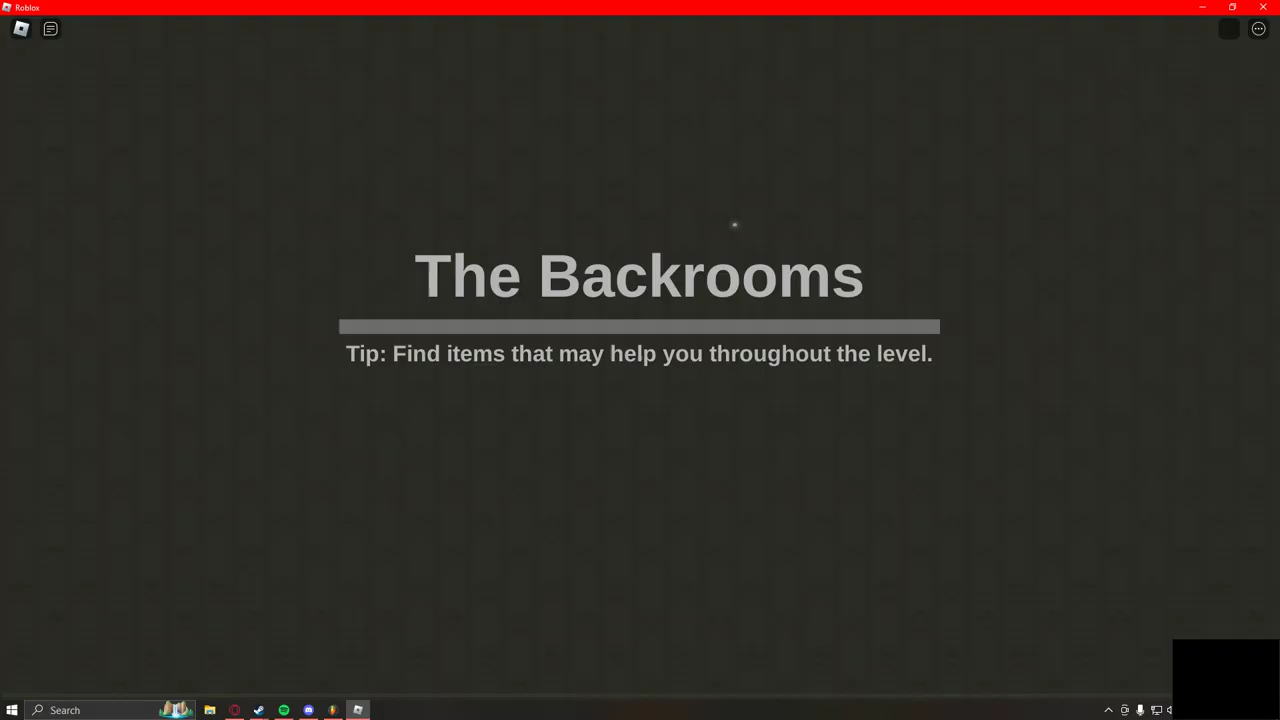 Roblox
The Backrooms
Tip: Find items that may help you throughout the level.
Search